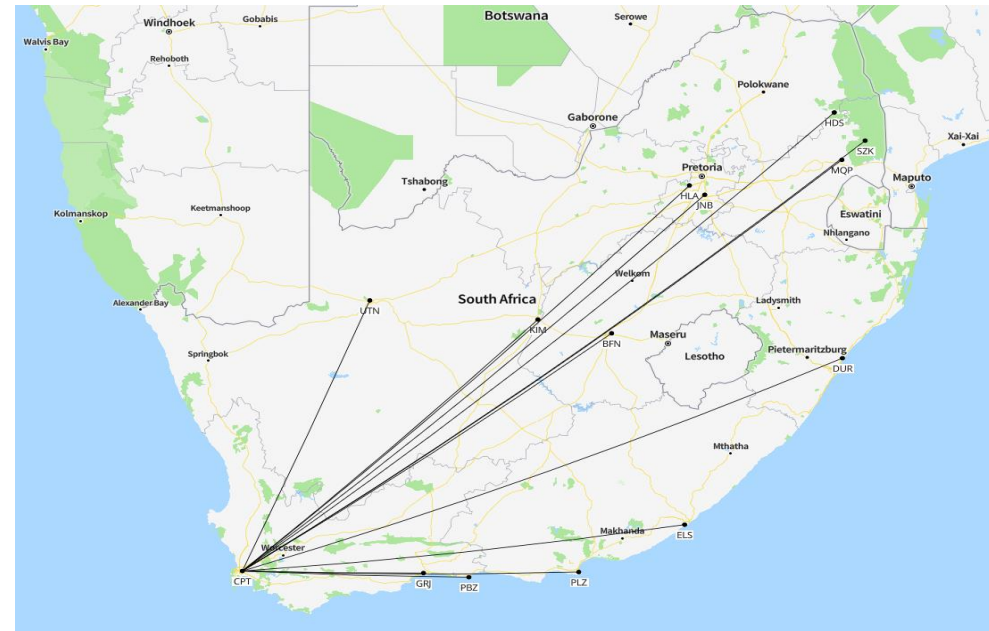 Botswana
Serowe
Windhoek
Gobabis
Walvis Bay
Rehoboth
Polokwane
Gaborone
HDS
Xai-Xai
SZK
Pretoria
MQP
Tshabong
Maputo
HLA
JNB
Keetmanshoop
Kolmanskop
Eswatini
Nhlangano
Welkom
South Africa
Alexander Bay
Ladysmith
UTN
KIM
Maseru
BFN
Springbok
Lesotho
Pietermaritzburg
DUR
Mthatha
Makhanda
ELS
Worcester
CPT
GRJ
PBZ
PLZ